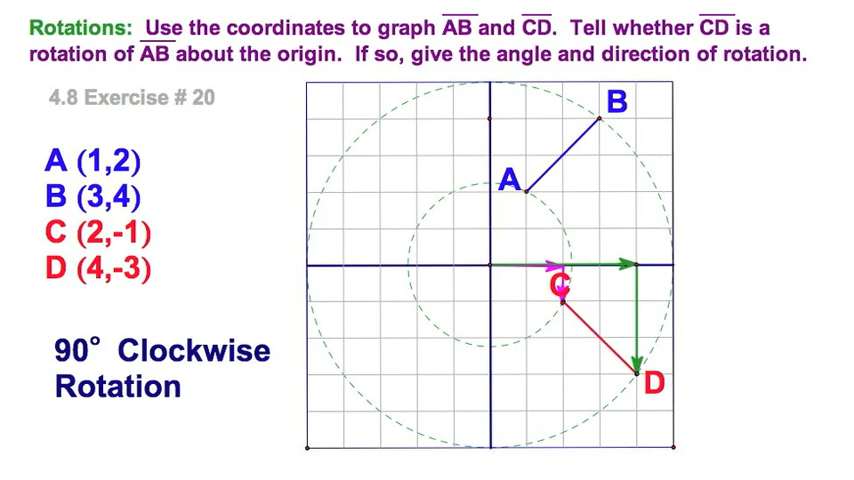 Rotations: Use the coordinates to graph AB and CD. Tell whether CD is a
rotation of AB about the origin. If so, give the angle and direction of rotation.
4.8 Exercise # 20
A (1,2)
B (3,4)
C (2,-1)
D (4,-3)
90° Clockwise
Rotation
B
A
C
D